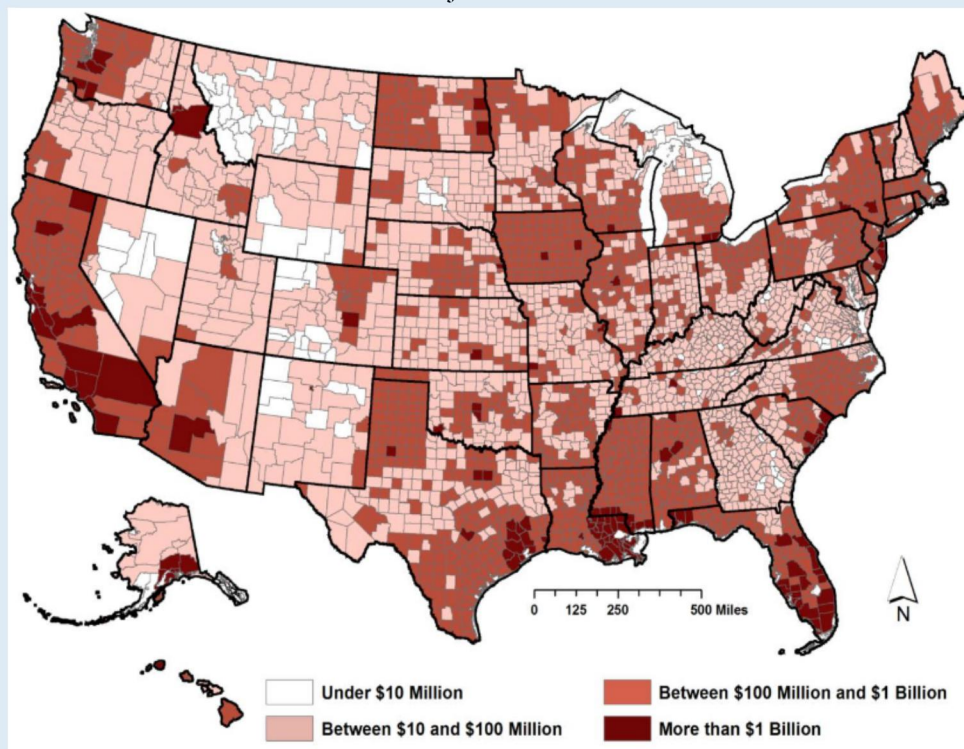 0 125 250 500 Miles
N
Under $10 Million
Between $100 Million and $1 Billion
Between $10 and $100 Million
More than $1 Billion